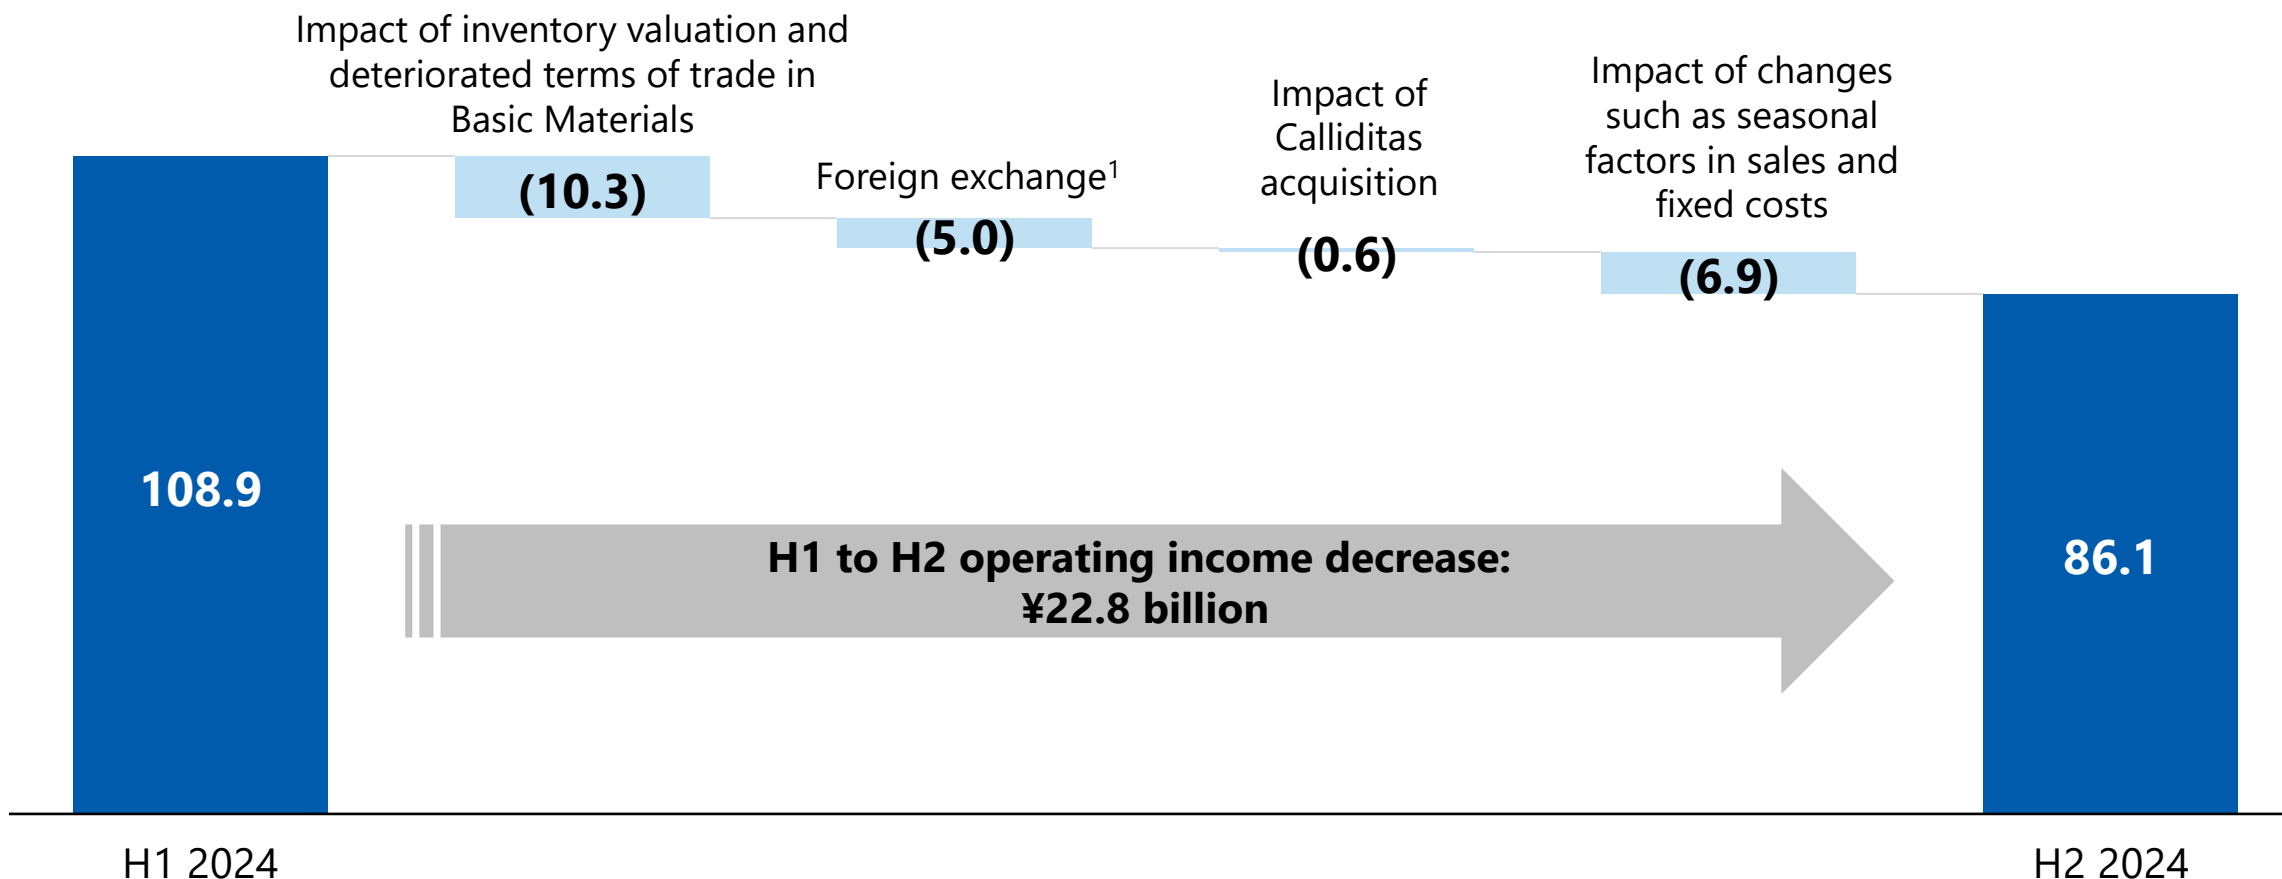 Impact of inventory valuation and
deteriorated terms of trade in
Basic Materials
(10.3)
Foreign exchange¹
(5.0)
Impact of
Calliditas
acquisition
(0.6)
Impact of changes
such as seasonal
factors in sales and
fixed costs
(6.9)
108.9
H1 to H2 operating income decrease:
¥22.8 billion
86.1
H1 2024
H2 2024